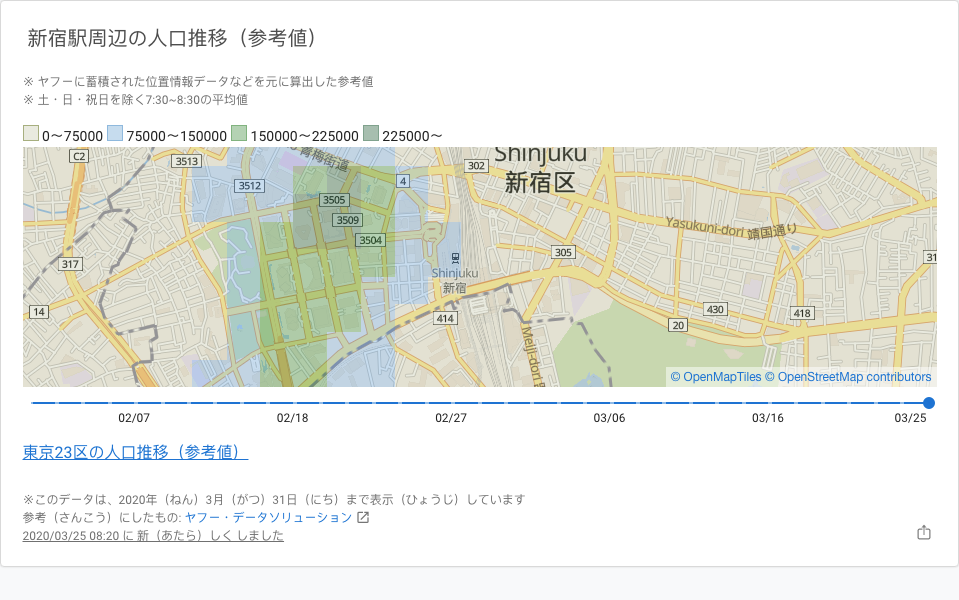 新宿駅周辺の人口推移（参考値）
※ ヤフーに蓄積された位置情報データなどを元に算出した参考値
※ 土・日・祝日を除く7:30~8:30の平均値
0～75000 75000～150000 150000～225000 225000～
C2
3513
青梅街道
302
Shinjuku
新宿区
3512
4
3505
3509
3504
Yasukuni-dori 靖国通り
305
31
317
Shinjuku
新宿
14
414
430
418
20
Meiji-dori
© OpenMapTiles © OpenStreetMap contributors
02/07 02/18 02/27 03/06 03/16 03/25
東京23区の人口推移（参考値）
※このデータは、2020年（ねん）3月（がつ）31日（にち）まで表示（ひょうじ）しています
参考（さんこう）にしたもの: ヤフー・データソリューション
2020/03/25 08:20 に 新（あたら）しく しました